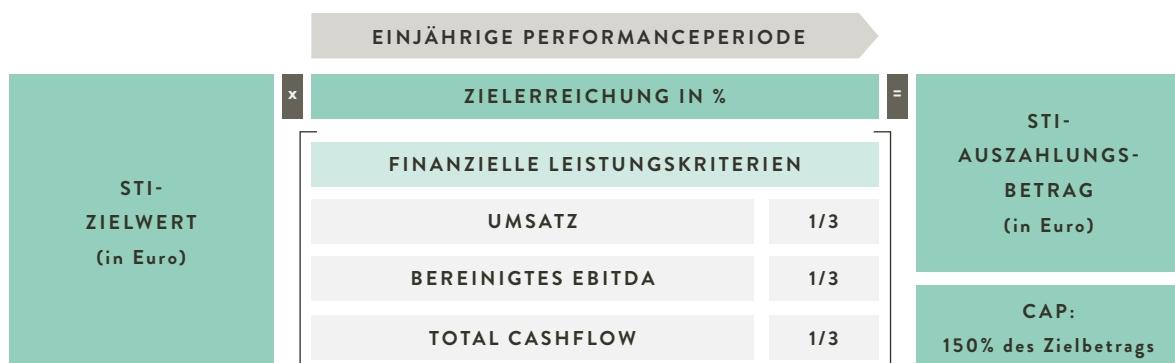 EINJÄHRIGE PERFORMANCEPERIODE
STI-
ZIELWERT
(in Euro)
x
ZIELERREICHUNG IN %
=
FINANZIELLE LEISTUNGSKRITERIEN
UMSATZ 1/3
BEREINIGTES EBITDA 1/3
TOTAL CASHFLOW 1/3
STI-
AUSZAHLUNGS-
BETRAG
(in Euro)
CAP:
150% des Zielbetrags